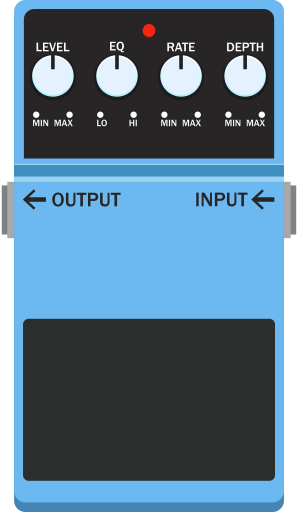 LEVEL EQ RATE DEPTH
MIN MAX LO HI MIN MAX MIN MAX
OUTPUT INPUT